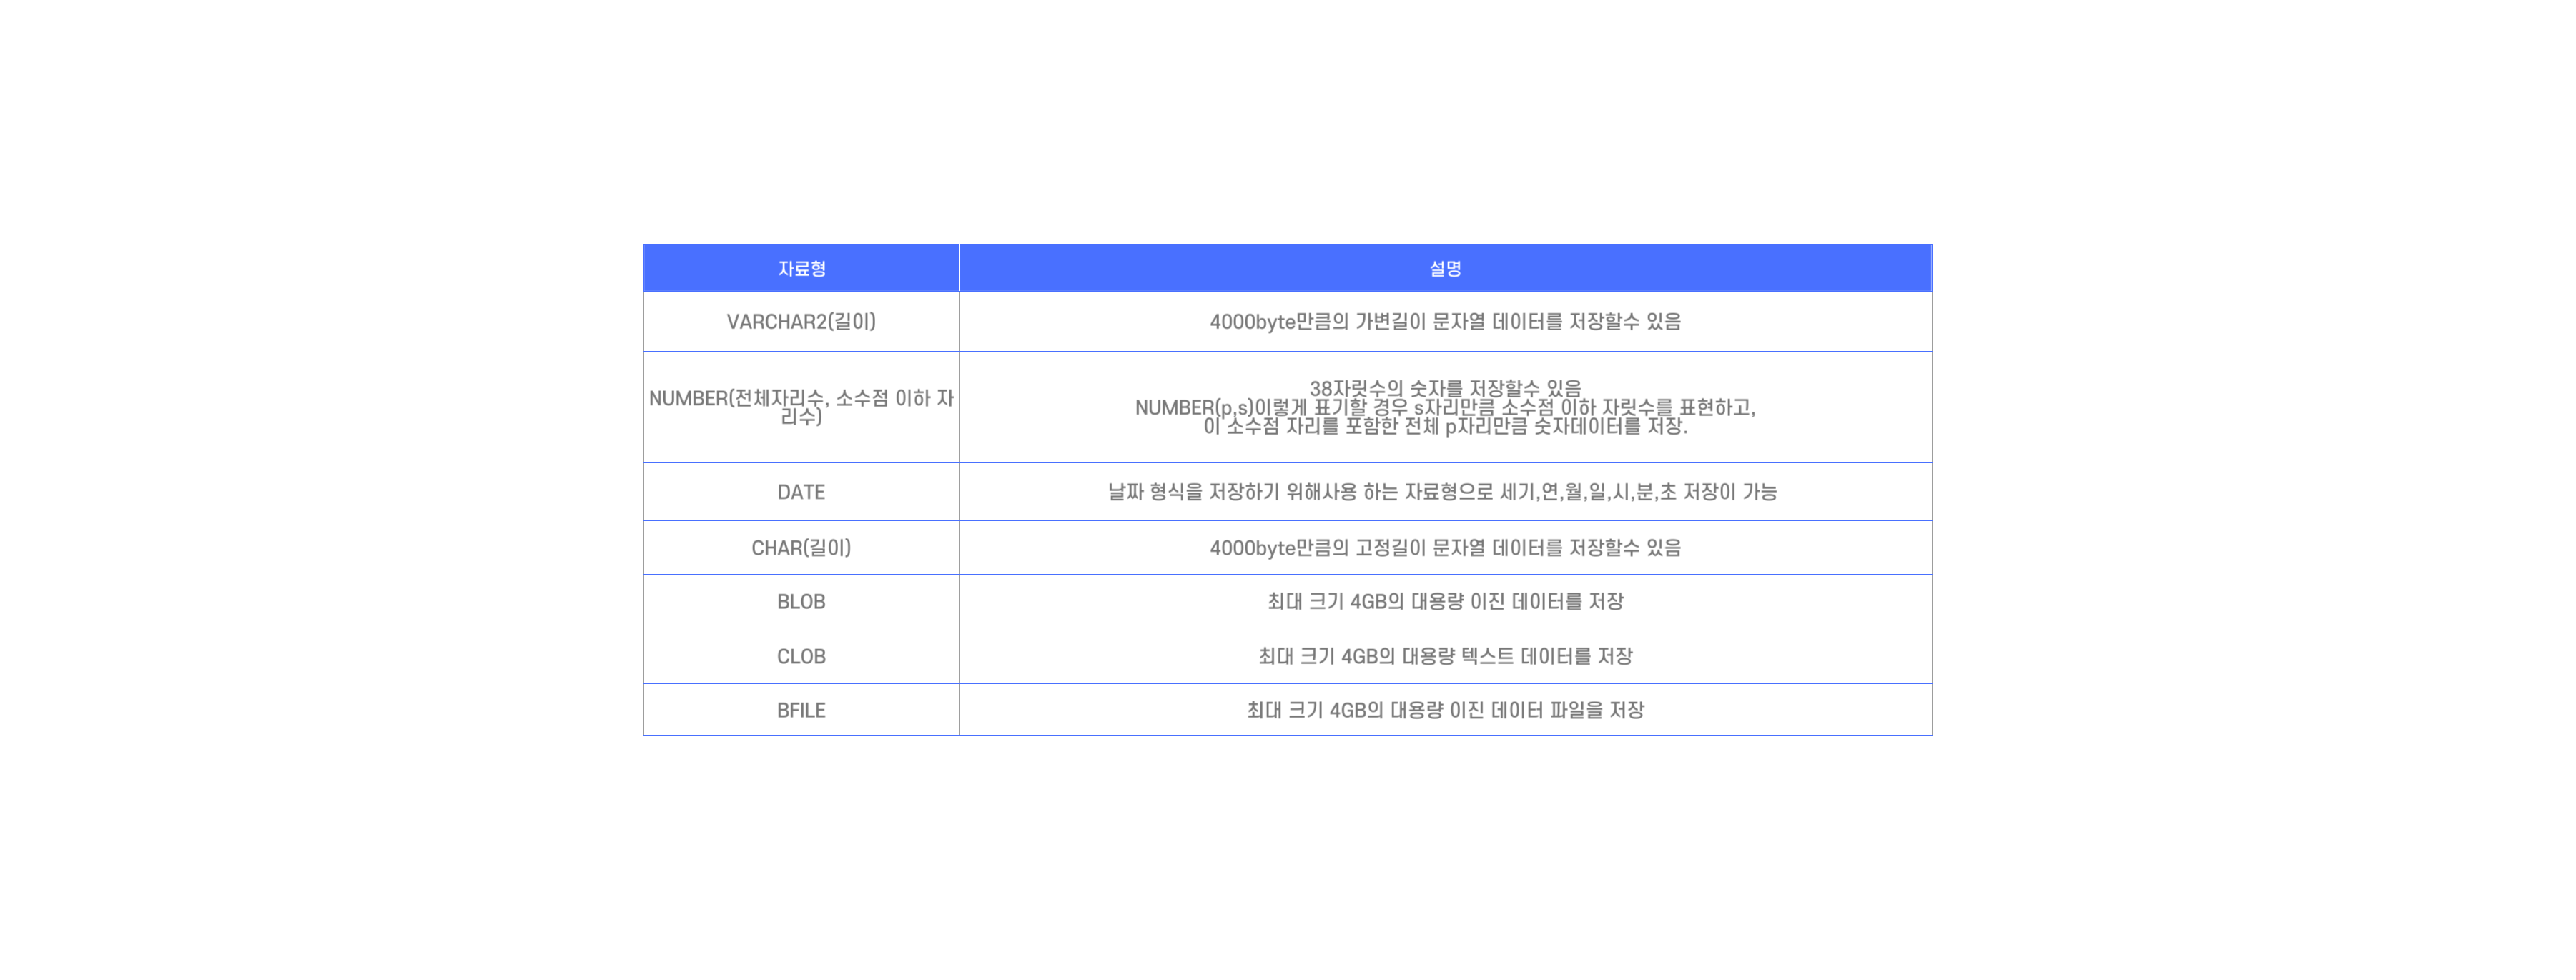 자료형 설명
VARCHAR2(길이) 4000byte만큼의 가변길이 문자열 데이터를 저장할수 있음
NUMBER(전체자리수, 소수점 이하 자
리수)
38자릿수의 숫자를 저장할수 있음
NUMBER(p,s)이렇게 표기할 경우 s자리만큼 소수점 이하 자릿수를 표현하고,
이 소수점 자리를 포함한 전체 p자리만큼 숫자데이터를 저장.
DATE 날짜 형식을 저장하기 위해사용 하는 자료형으로 세기,연,월,일,시,분,초 저장이 가능
CHAR(길이) 4000byte만큼의 고정길이 문자열 데이터를 저장할수 있음
BLOB 최대 크기 4GB의 대용량 이진 데이터를 저장
CLOB 최대 크기 4GB의 대용량 텍스트 데이터를 저장
BFILE 최대 크기 4GB의 대용량 이진 데이터 파일을 저장